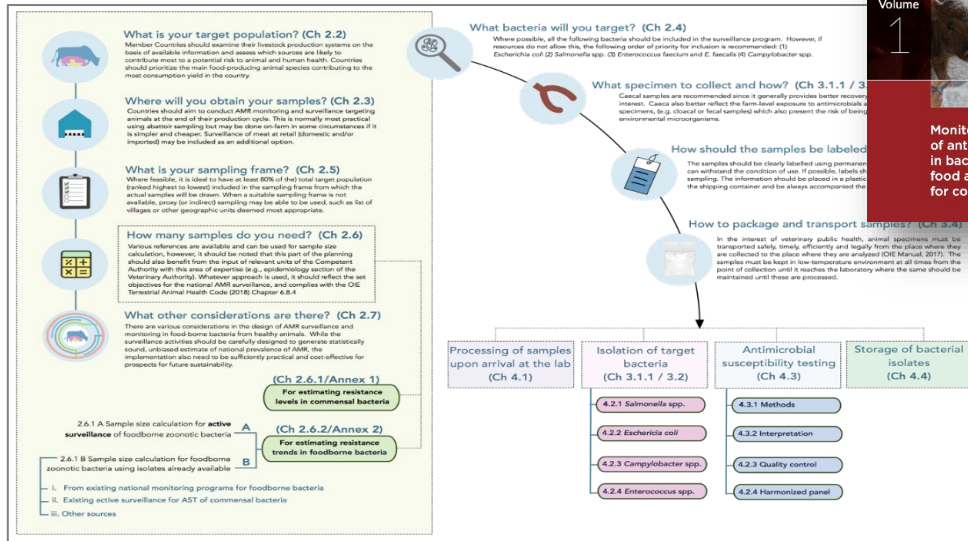 What is your target population? (Ch 2.2)
Member Countries should examine their livestock production systems on the
basis of available information and assess which sources are likely to
contribute most to a potential risk to animal and human health. Countries
should prioritize the main food-producing animal species contributing to the
most consumption yield in the country.
Where will you obtain your samples? (Ch 2.3)
Countries should aim to conduct AMR monitoring and surveillance targeting
animals at the end of their production cycle. This is normally most practical
using abattoir sampling but may be done on-farm in some circumstances if it
is simpler and cheaper. Surveillance of meat at retail (domestic and/or
imported) may be included as an additional option.
What is your sampling frame? (Ch 2.5)
Where feasible, it is ideal to have at least 80% of the) total target population
(ranked highest to lowest) included in the sampling frame from which the
actual samples will be drawn. When a suitable sampling frame is not
available, proxy (or indirect) sampling may be able to be used, such as list of
villages or other geographic units deemed most appropriate.
How many samples do you need? (Ch 2.6)
Various references are available and can be used for sample size
calculation, however, it should be noted that this part of the planning
should also benefit from the input of relevant units of the Competent
Authority with this area of expertise (e.g., epidemiology section of the
Veterinary Authority). Whatever approach is used, it should reflect the set
objectives for the national AMR surveillance, and complies with the OIE
Terrestrial Animal Health Code (2018) Chapter 6.8.4
What other considerations are there? (Ch 2.7)
There are various considerations in the design of AMR surveillance and
monitoring in food-borne bacteria from healthy animals. While the
surveillance activities should be carefully designed to generate statistically
sound, unbiased estimate of national prevalence of AMR, the
implementation also need to be sufficiently practical and cost-effective for
prospects for future sustainability.
(Ch 2.6.1/Annex 1)
For estimating resistance
levels in commensal bacteria
2.6.1 A Sample size calculation for active
surveillance of foodborne zoonotic bacteria
A
(Ch 2.6.2/Annex 2)
For estimating resistance
trends in foodborne bacteria
B
2.6.1 B Sample size calculation for foodborne
zoonotic bacteria using isolates already available
i. From existing national monitoring programs for foodborne bacteria
ii. Existing active surveillance for AST of commensal bacteria
iii. Other sources
What bacteria will you target? (Ch 2.4)
Where possible, all the following bacteria should be included in the surveillance program. However, if
resources do not allow this, the following order of priority for inclusion is recommended: (1)
Escherichia coli (2) Salmonella spp. (3) Enterococcus faecium and E. faecalis (4) Campylobacter spp.
What specimen to collect and how? (Ch 3.1.1 / 3.
Caecal samples are recommended since it generally provides better recovery
interest. Caeca also better reflect the farm-level exposure to antimicrobials a
specimens, (e.g. cloacal or fecal samples) which also present the risk of being
environmental microorganisms.
How should the samples be labeled
The samples should be clearly labelled using permanen
can withstand the condition of use. If possible, labels sh
sampling. The information should be placed in a plastic
the shipping container and be always accompanied the
How to package and transport samples? (Ch 3.4)
In the interest of veterinary public health, animal specimens must be
transported safely, timely, efficiently and legally from the place where they
are collected to the place where they are analyzed (OIE Manual, 2017). The
samples must be kept in low-temperature environment at all times from the
point of collection until it reaches the laboratory where the same should be
maintained until these are processed.
Processing of samples
upon arrival at the lab
(Ch 4.1)
Isolation of target
bacteria
(Ch 3.1.1 / 3.2)
4.2.1 Salmonella spp.
4.2.2 Eschericia coli
4.2.3 Campylobacter spp.
4.2.4 Enterococcus spp.
Antimicrobial
susceptibility testing
(Ch 4.3)
4.3.1 Methods
4.3.2 Interpretation
4.2.3 Quality control
4.2.4 Harmonized panel
Storage of bacterial
isolates
(Ch 4.4)
Volume
1
Monito
of anti
in bac
food a
for co